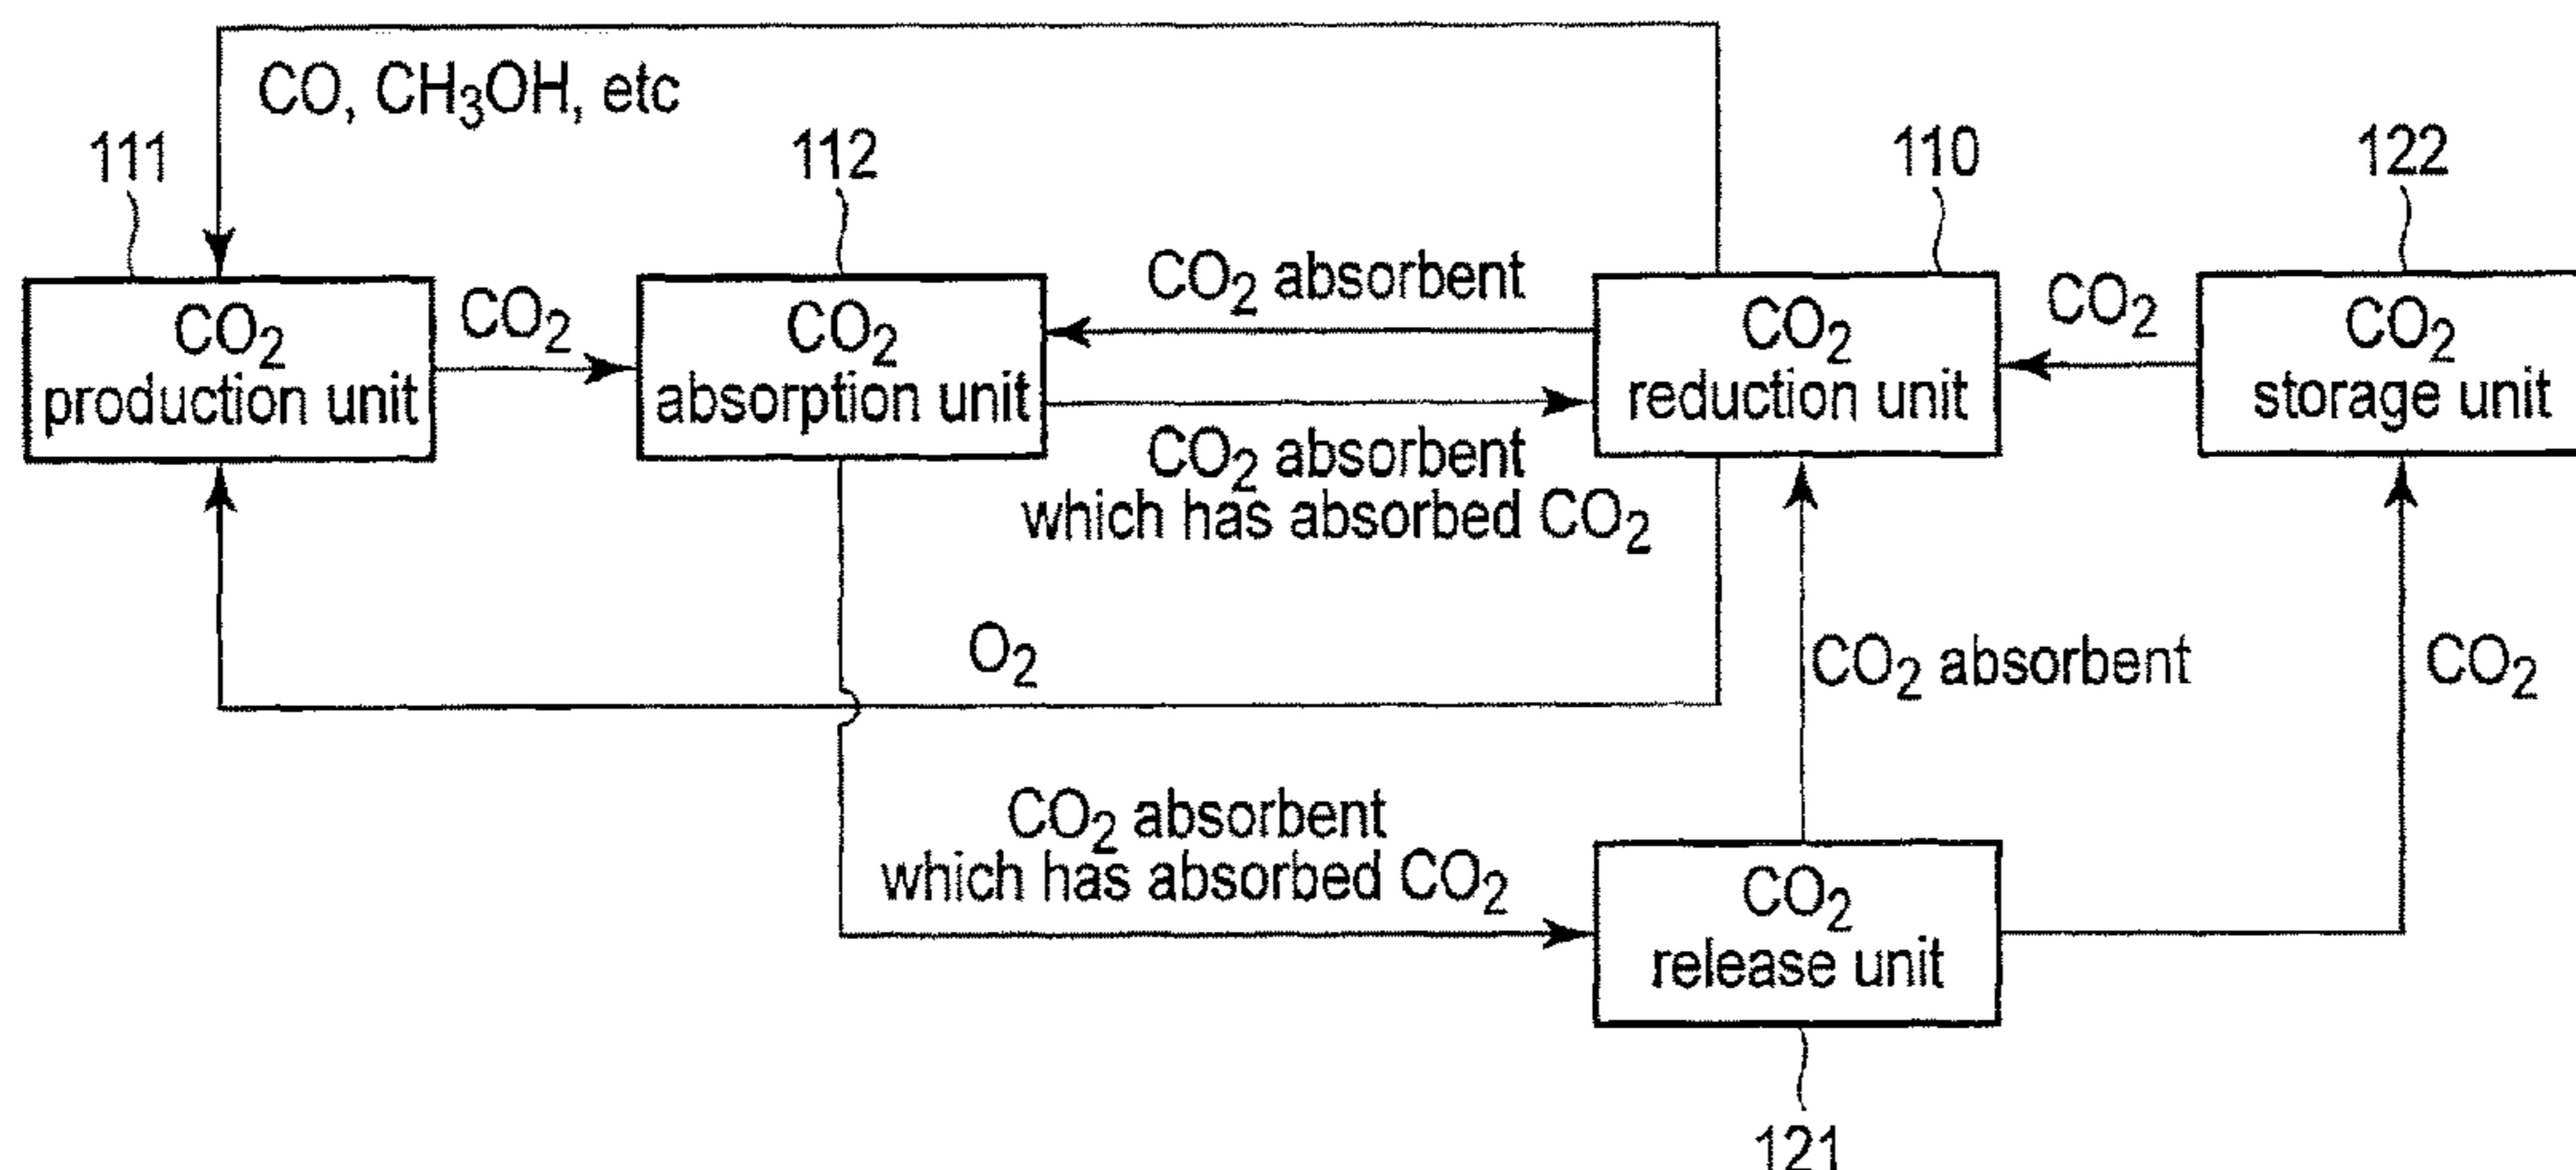 CO, CH3OH, etc
111
112
110
122
CO2
production unit
CO2
CO2
absorption unit
CO2 absorbent
CO2 absorbent
which has absorbed CO2
CO2
reduction unit
CO2
CO2
storage unit
O2
CO2 absorbent
CO2
CO2 absorbent
which has absorbed CO2
CO2
release unit
121